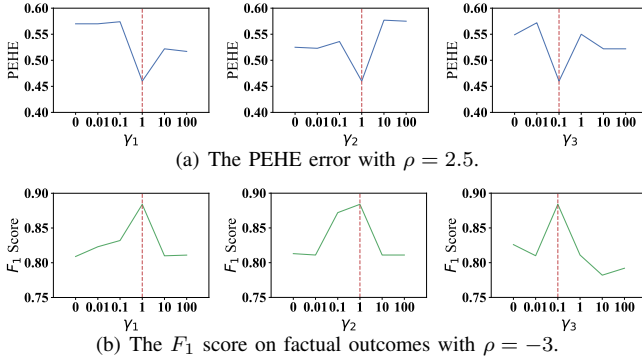 0.60
0.55
0.50
0.45
0.40
PEHE
0 0.01 0.1 1 10 100
γ1
0.60
0.55
0.50
0.45
0.40
PEHE
0 0.01 0.1 1 10 100
γ2
0.60
0.55
0.50
0.45
0.40
PEHE
0 0.01 0.1 1 10 100
γ3
(a) The PEHE error with ρ = 2.5.
0.90
0.85
0.80
0.75
F1 Score
0 0.01 0.1 1 10 100
γ1
0.90
0.85
0.80
0.75
F1 Score
0 0.01 0.1 1 10 100
γ2
0.90
0.85
0.80
0.75
F1 Score
0 0.01 0.1 1 10 100
γ3
(b) The F1 score on factual outcomes with ρ = −3.